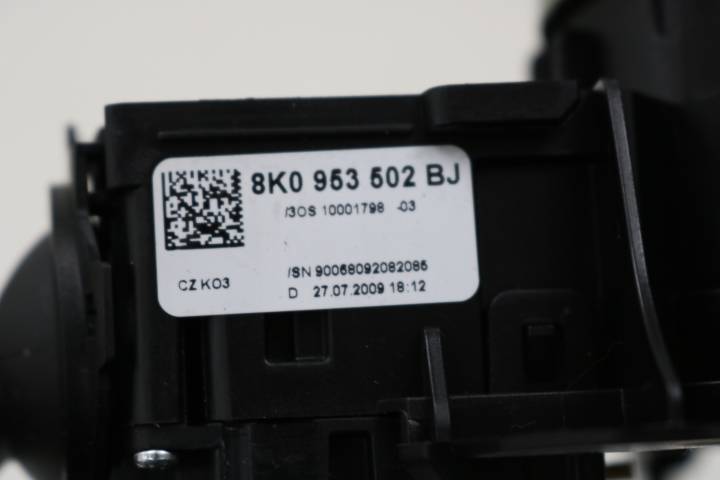 8K0 953 502 BJ
/3OS 10001798 -03
/SN 90068092082085
CZ K03
D 27.07.2009 18:12